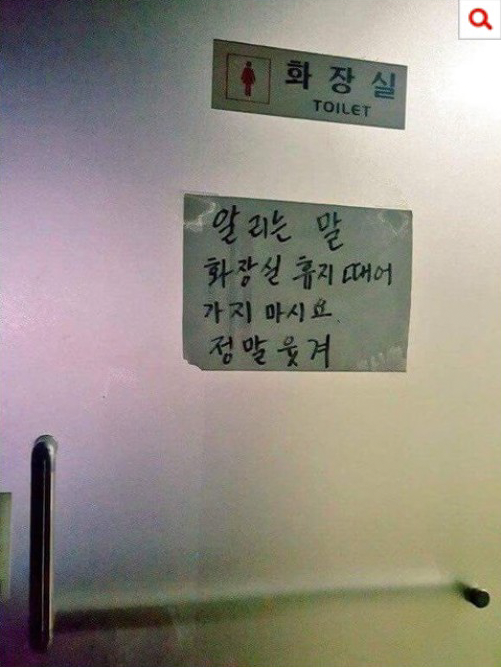 화장실
TOILET
알리는 말
화장실 휴지 때어
가지 마시요.
정말 웃겨